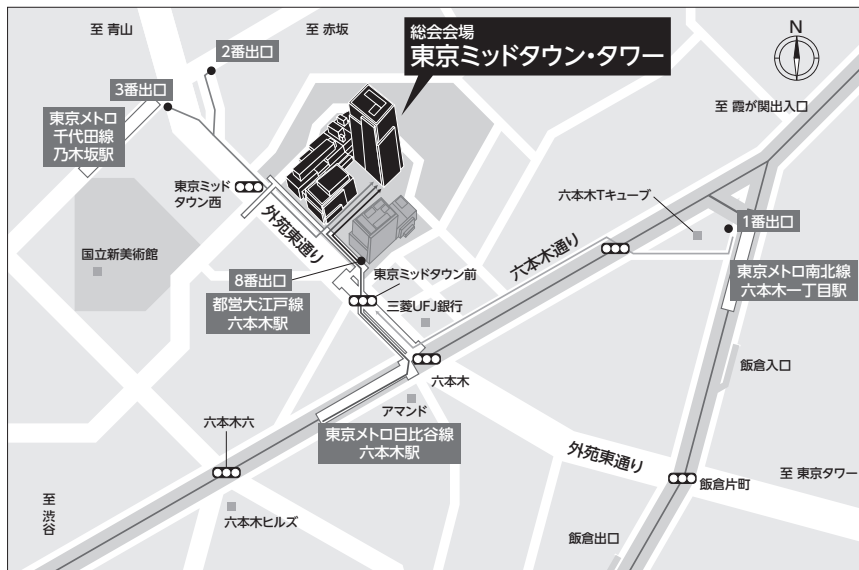 至 青山
至 赤坂
総会会場
東京ミッドタウン・タワー
N
2番出口
3番出口
至 霞が関出入口
東京メトロ
千代田線
乃木坂駅
東京ミッド
タウン西
六本木Tキューブ
1番出口
外苑東通り
国立新美術館
六本木通り
8番出口
東京ミッドタウン前
東京メトロ南北線
六本木一丁目駅
都営大江戸線
六本木駅
三菱UFJ銀行
飯倉入口
六本木
アマンド
六本木六
東京メトロ日比谷線
六本木駅
外苑東通り
至 東京タワー
飯倉片町
至 渋谷
六本木ヒルズ
飯倉出口